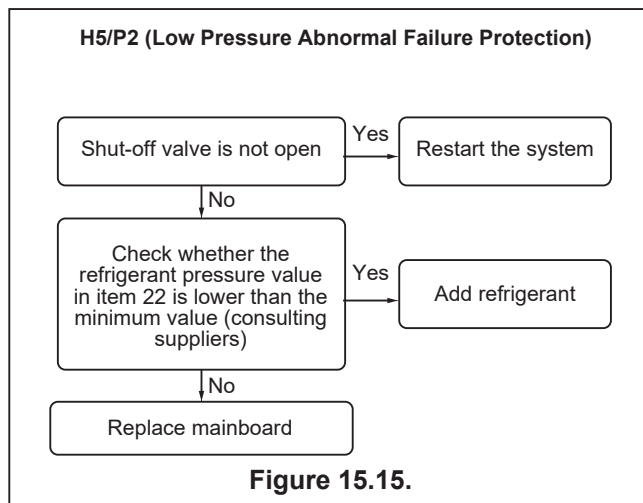 H5/P2 (Low Pressure Abnormal Failure Protection)
Shut-off valve is not open
Yes
Restart the system
No
Check whether the
refrigerant pressure value
in item 22 is lower than the
minimum value (consulting
suppliers)
Yes
Add refrigerant
No
Replace mainboard
Figure 15.15.